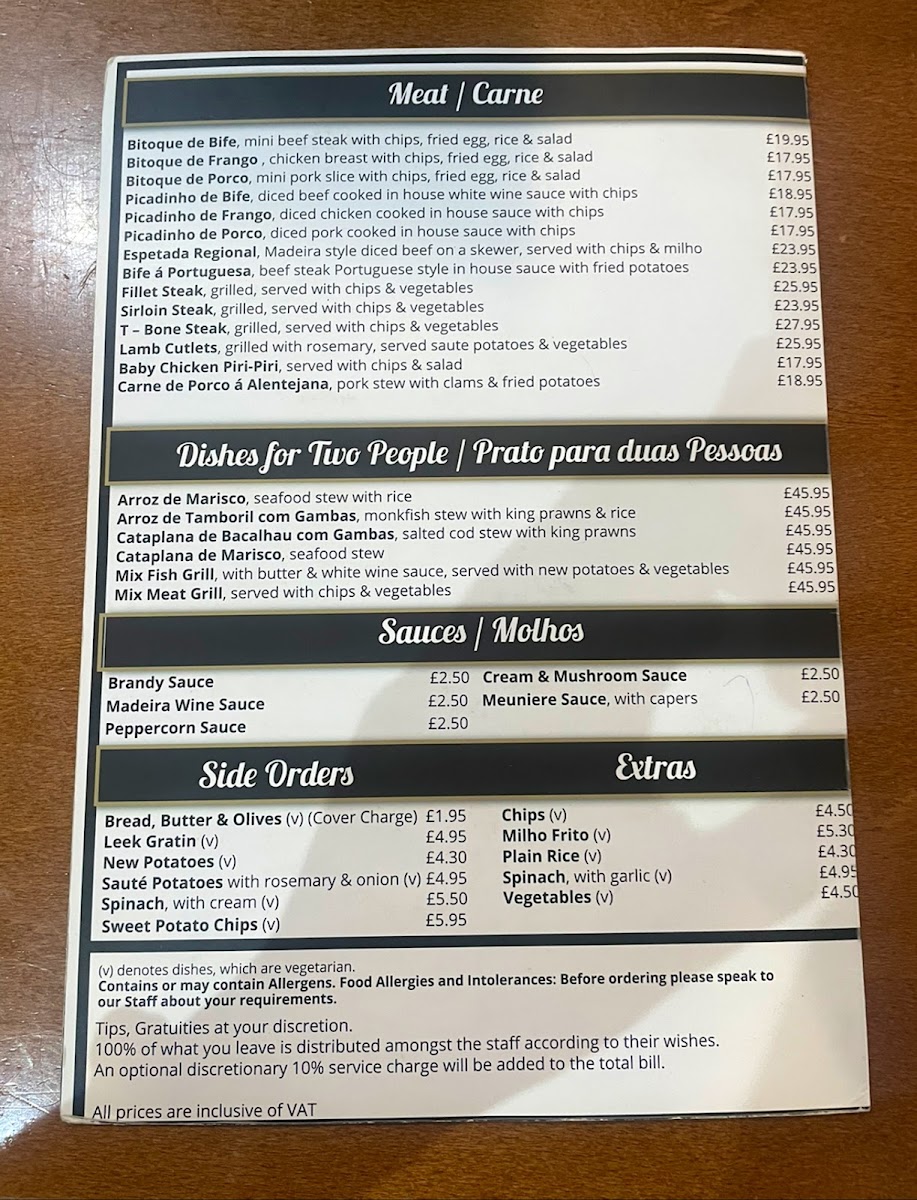 Meat / Carne
Bitoque de Bife, mini beef steak with chips, fried egg, rice & salad £19.95
Bitoque de Frango , chicken breast with chips, fried egg, rice & salad £17.95
Bitoque de Porco, mini pork slice with chips, fried egg, rice & salad £17.95
Picadinho de Bife, diced beef cooked in house white wine sauce with chips £18.95
Picadinho de Frango, diced chicken cooked in house sauce with chips £17.95
Picadinho de Porco, diced pork cooked in house sauce with chips £17.95
Espetada Regional, Madeira style diced beef on a skewer, served with chips & milho £23.95
Bife á Portuguesa, beef steak Portuguese style in house sauce with fried potatoes £23.95
Fillet Steak, grilled, served with chips & vegetables £25.95
Sirloin Steak, grilled, served with chips & vegetables £23.95
T – Bone Steak, grilled, served with chips & vegetables £27.95
Lamb Cutlets, grilled with rosemary, served saute potatoes & vegetables £25.95
Baby Chicken Piri-Piri, served with chips & salad £17.95
Carne de Porco á Alentejana, pork stew with clams & fried potatoes £18.95
Dishes for Two People / Prato para duas Pessoas
Arroz de Marisco, seafood stew with rice £45.95
Arroz de Tamboril com Gambas, monkfish stew with king prawns & rice £45.95
Cataplana de Bacalhau com Gambas, salted cod stew with king prawns £45.95
Cataplana de Marisco, seafood stew £45.95
Mix Fish Grill, with butter & white wine sauce, served with new potatoes & vegetables £45.95
Mix Meat Grill, served with chips & vegetables £45.95
Sauces / Molhos
Brandy Sauce £2.50 Cream & Mushroom Sauce £2.50
Madeira Wine Sauce £2.50 Meuniere Sauce, with capers £2.50
Peppercorn Sauce £2.50
Side Orders
Bread, Butter & Olives (v) (Cover Charge) £1.95
Leek Gratin (v) £4.95
New Potatoes (v) £4.30
Sauté Potatoes with rosemary & onion (v) £4.95
Spinach, with cream (v) £5.50
Sweet Potato Chips (v) £5.95
Extras
Chips (v) £4.50
Milho Frito (v) £5.30
Plain Rice (v) £4.30
Spinach, with garlic (v) £4.95
Vegetables (v) £4.50
(v) denotes dishes, which are vegetarian.
Contains or may contain Allergens. Food Allergies and Intolerances: Before ordering please speak to
our Staff about your requirements.
Tips, Gratuities at your discretion.
100% of what you leave is distributed amongst the staff according to their wishes.
An optional discretionary 10% service charge will be added to the total bill.
All prices are inclusive of VAT